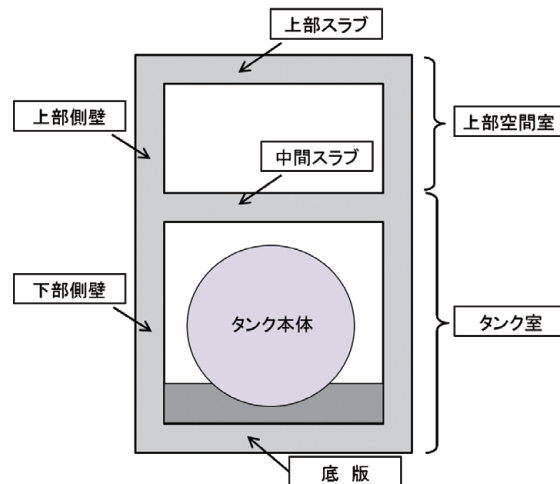 上部スラブ
上部側壁
上部空間室
中間スラブ
下部側壁
タンク本体
タンク室
底 版